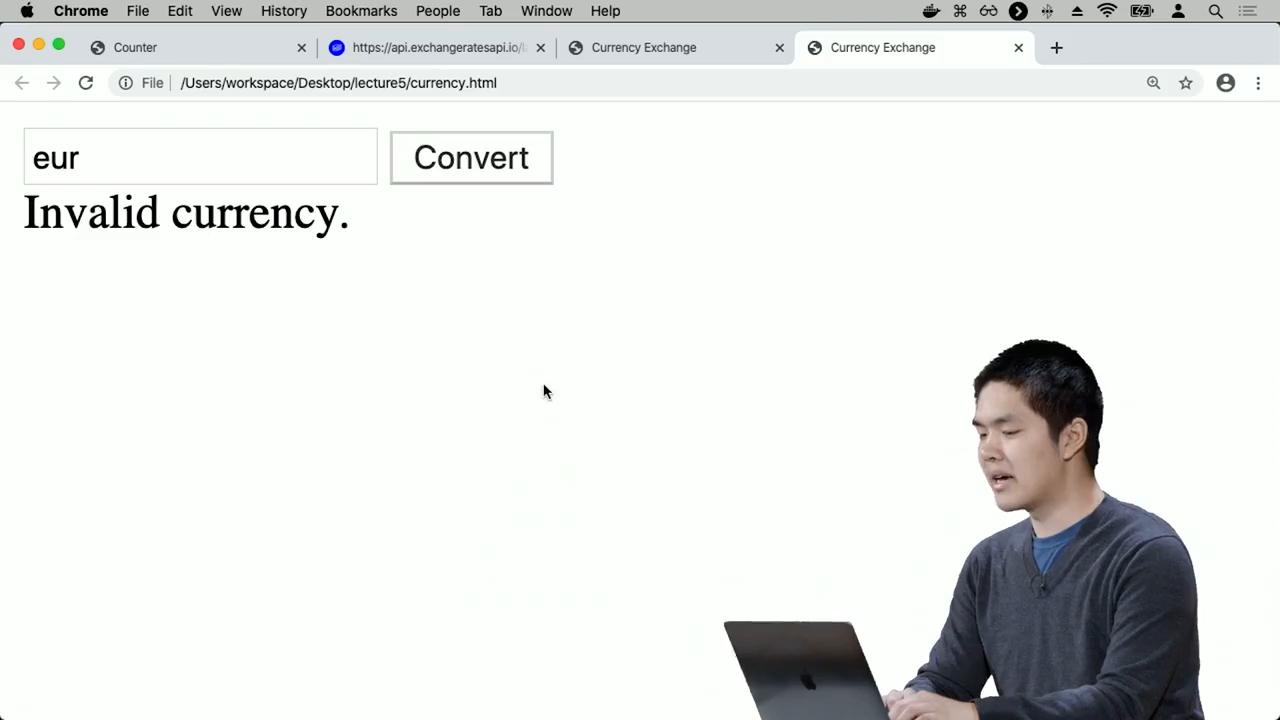 Chrome File Edit View History Bookmarks People Tab Window Help
Counter https://api.exchangeratesapi.io/ Currency Exchange Currency Exchange
File /Users/workspace/Desktop/lecture5/currency.html
eur Convert
Invalid currency.